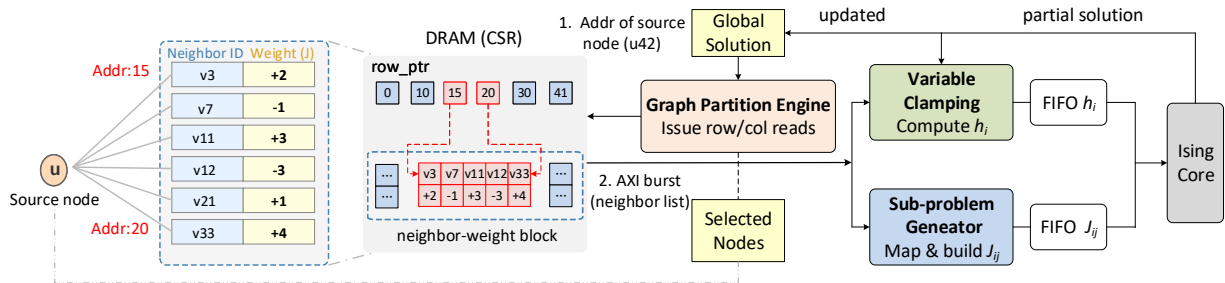 Neighbor ID Weight (J)
Addr:15
v3 +2
v7 -1
v11 +3
v12 -3
v21 +1
v33 +4
u
Source node
Addr:20
DRAM (CSR)
row_ptr
0 10 15 20 30 41
... v3 v7 v11 v12 v33 ...
... +2 -1 +3 -3 +4 ...
neighbor-weight block
1. Addr of source
node (u42)
2. AXI burst
(neighbor list)
Global
Solution
Graph Partition Engine
Issue row/col reads
Selected
Nodes
updated
partial solution
Variable
Clamping
Compute hi
FIFO hi
Sub-problem
Geneator
Map & build Jij
FIFO Jij
Ising
Core